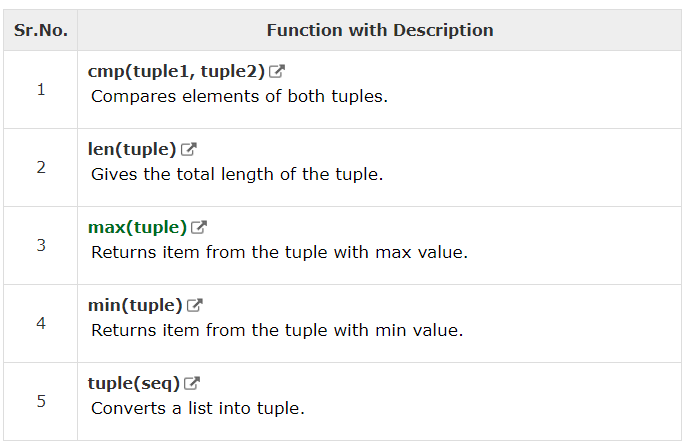 Sr.No. Function with Description
1 cmp(tuple1, tuple2)
Compares elements of both tuples.
2 len(tuple)
Gives the total length of the tuple.
3 max(tuple)
Returns item from the tuple with max value.
4 min(tuple)
Returns item from the tuple with min value.
5 tuple(seq)
Converts a list into tuple.